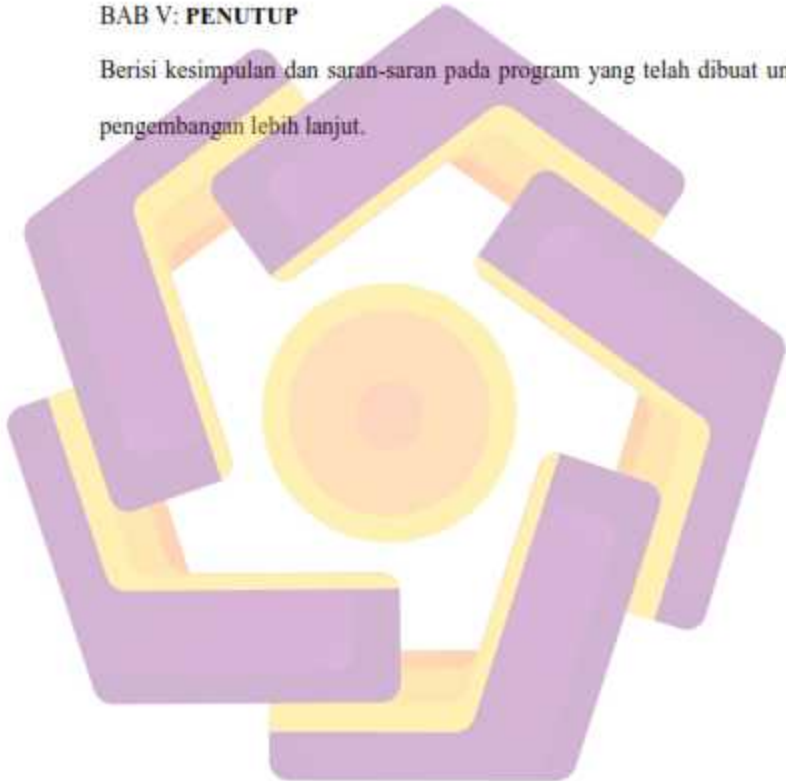 BAB V: PENUTUP
Berisi kesimpulan dan saran-saran pada program yang telah dibuat
pengembangan lebih lanjut.